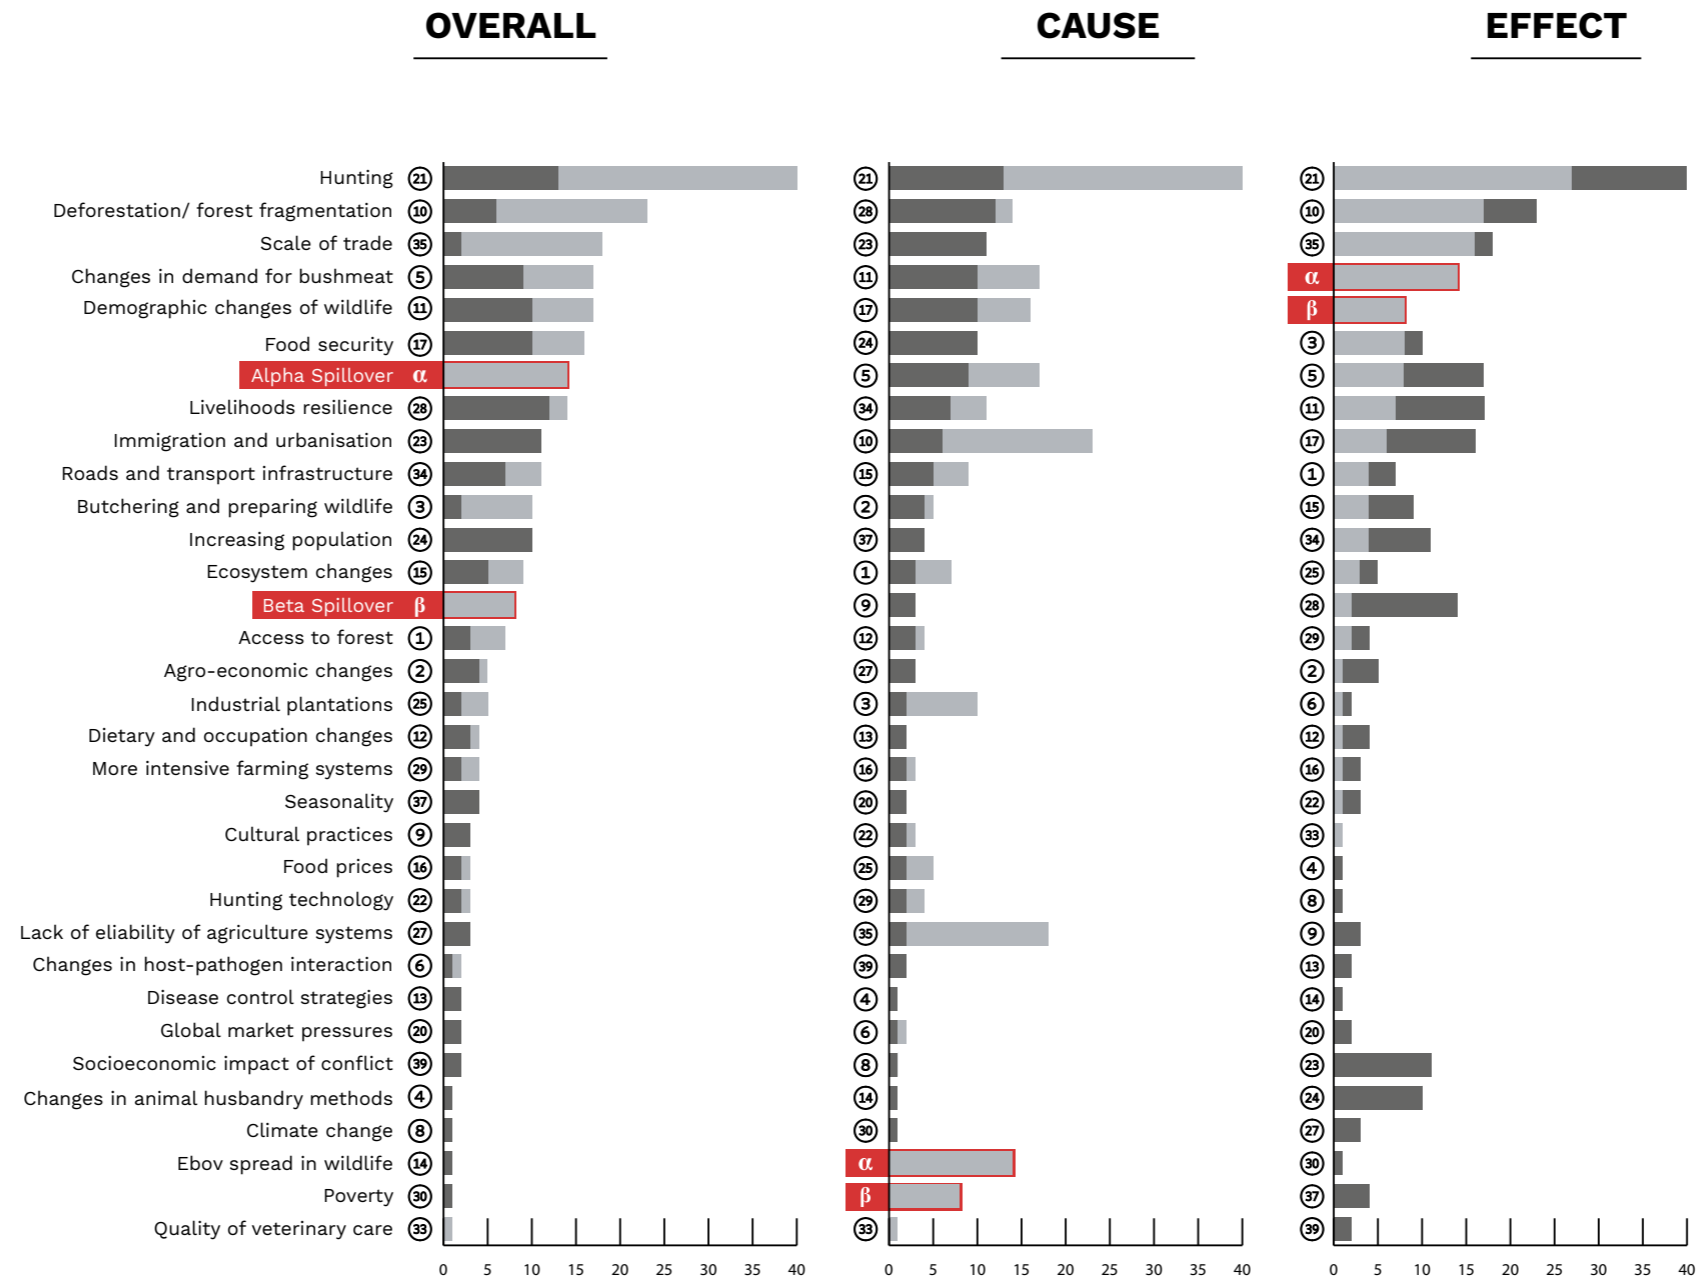 OVERALL CAUSE EFFECT
Hunting 21 21 21
Deforestation/ forest fragmentation 10 28 10
Scale of trade 35 23 35
Changes in demand for bushmeat 5 11 α
Demographic changes of wildlife 11 17 β
Food security 17 24 3
Alpha Spillover α 5 5
Livelihoods resilience 28 34 11
Immigration and urbanisation 23 10 17
Roads and transport infrastructure 34 15 1
Butchering and preparing wildlife 3 2 15
Increasing population 24 37 34
Ecosystem changes 15 1 25
Beta Spillover β 9 28
Access to forest 1 12 29
Agro-economic changes 2 27 2
Industrial plantations 25 3 6
Dietary and occupation changes 12 13 12
More intensive farming systems 29 16 16
Seasonality 37 20 22
Cultural practices 9 22 33
Food prices 16 25 4
Hunting technology 22 29 8
Lack of eliability of agriculture systems 27 35 9
Changes in host-pathogen interaction 6 39 13
Disease control strategies 13 4 14
Global market pressures 20 6 20
Socioeconomic impact of conflict 39 8 23
Changes in animal husbandry methods 4 14 24
Climate change 8 30 27
Ebov spread in wildlife 14 α 30
Poverty 30 β 37
Quality of veterinary care 33 33 39
0 5 10 15 20 25 30 35 40 0 5 10 15 20 25 30 35 40 0 5 10 15 20 25 30 35 40